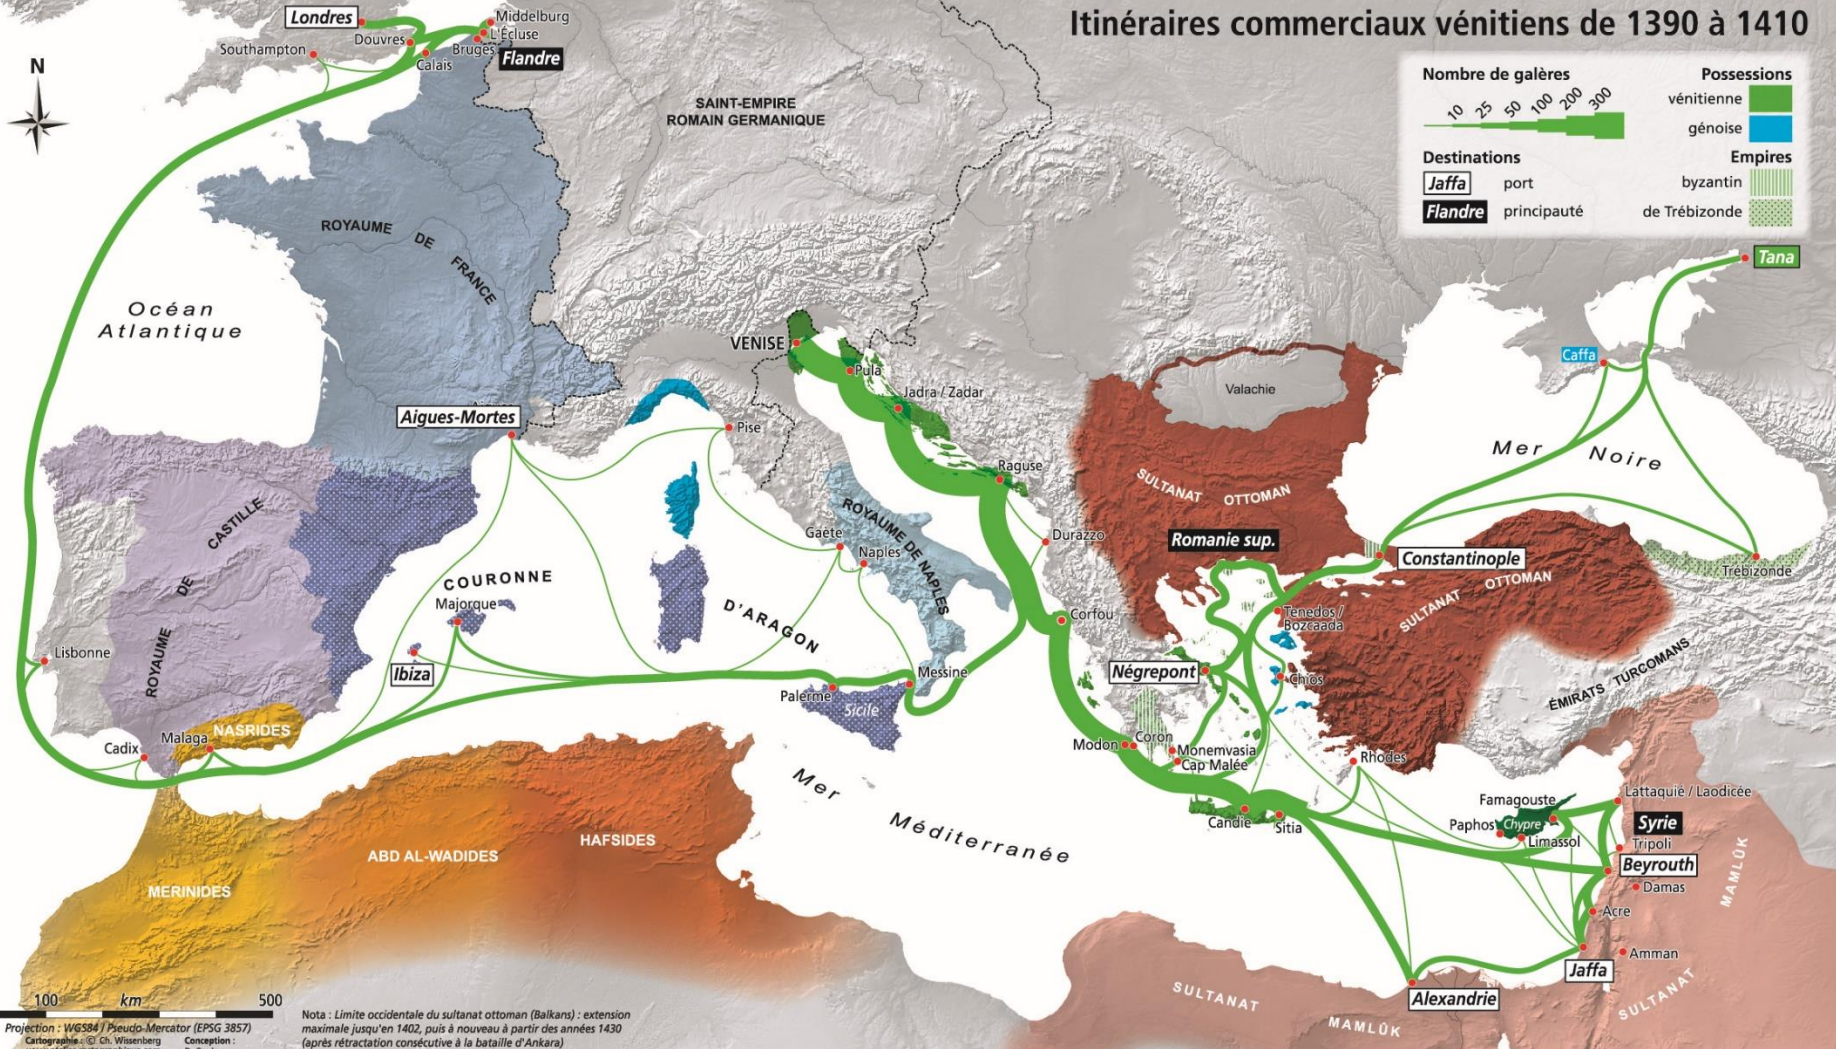 Itinéraires commerciaux vénitiens de 1390 à 1410
Nombre de galères
10 25 50 100 200 300
Possessions
vénitienne
génoise
Destinations
Jaffa port
Flandre principauté
Empires
byzantin
de Trébizonde
N
Londres
Middelburg
L'Écluse
Douvres
Bruges
Southampton
Calais
Flandre
SAINT-EMPIRE
ROMAIN GERMANIQUE
ROYAUME DE FRANCE
Océan
Atlantique
Tana
VENISE
Pula
Caffa
Valachie
Jadra / Zadar
Aigues-Mortes
Pise
Mer Noire
Raguse
SULTANAT OTTOMAN
ROYAUME DE CASTILLE
ROYAUME DE NAPLES
Gaète
Naples
Durazzo
Romanie sup.
Constantinople
Trébizonde
SULTANAT OTTOMAN
COURONNE D'ARAGON
Majorque
Tenedos /
Bozcaada
Corfou
Lisbonne
Ibiza
Messine
Négrepont
Chios
ÉMIRATS TURCOMANS
Palerme
Sicile
NASRIDES
Malaga
Cadix
Modon
Coron
Monemvasia
Cap Malée
Rhodes
Mer Méditerranée
Famagouste
Lattaquié / Laodicée
Paphos
Chypre
Syrie
Candie
Sitia
Limassol
Tripoli
HAFSIDES
ABD AL-WADIDES
Beyrouth
MERINIDES
Damas
MAMLÛK
Acre
Amman
Jaffa
SULTANAT
Alexandrie
SULTANAT
MAMLÛK
100 km 500
Projection : WGS84 / Pseudo-Mercator (EPSG 3857)
Cartographie : © Ch. Wissenberg Conception :
Nota : Limite occidentale du sultanat ottoman (Balkans) : extension
maximale jusqu'en 1402, puis à nouveau à partir des années 1430
(après rétractation consécutive à la bataille d'Ankara)